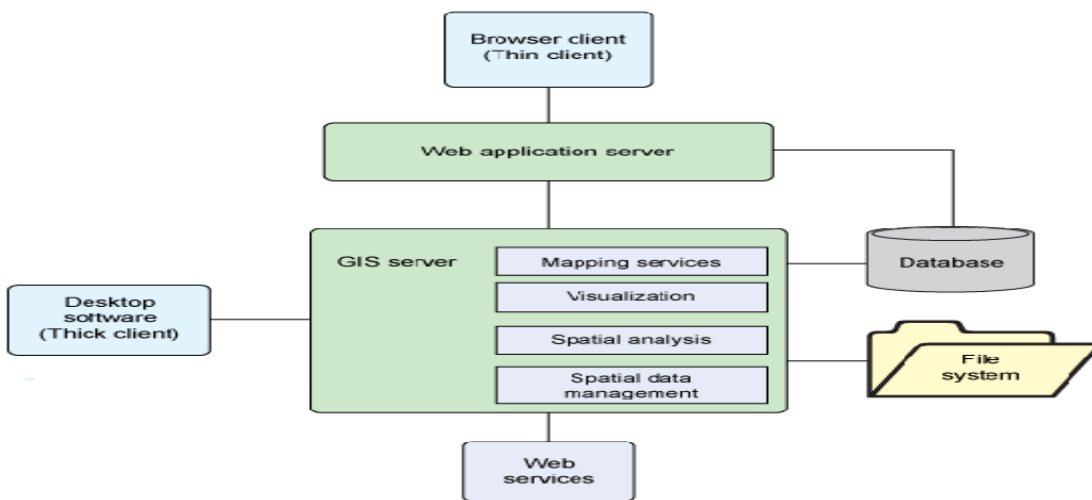 Browser client
(Thin client)
Web application server
GIS server
Mapping services
Visualization
Spatial analysis
Spatial data
management
Database
Desktop
software
(Thick client)
File
system
Web
services